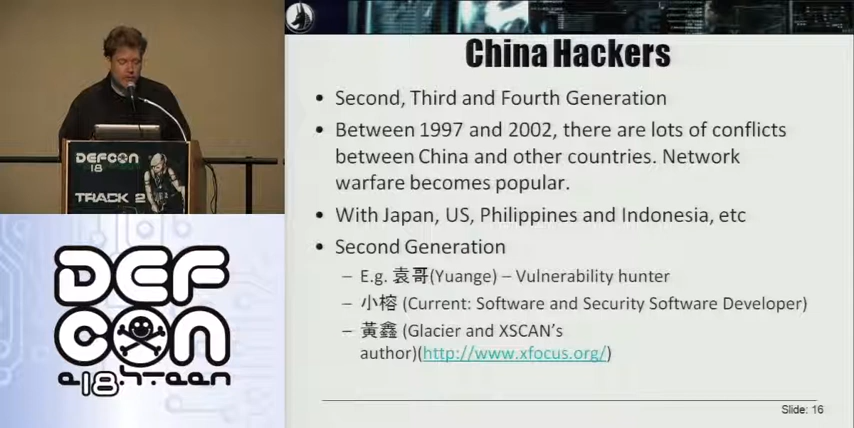 China Hackers
• Second, Third and Fourth Generation
• Between 1997 and 2002, there are lots of conflicts
between China and other countries. Network
warfare becomes popular.
• With Japan, US, Philippines and Indonesia, etc
• Second Generation
– E.g. 袁哥(Yuange) – Vulnerability hunter
– 小榕 (Current: Software and Security Software Developer)
– 黃鑫 (Glacier and XSCAN's
author)(http://www.xfocus.org/)
Slide: 16
DEFCON
18
TRACK 2
DEF
CON
e18hteen